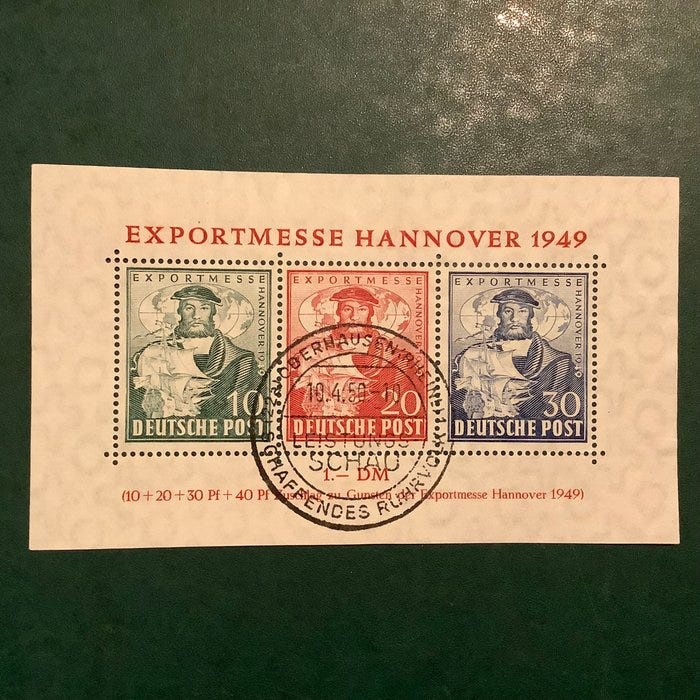 EXPORTMESSE HANNOVER 1949
EXPORTMESSE
HANNOVER 1949
10
DEUTSCHE POST
EXPORTMESSE
HANNOVER 1949
20
DEUTSCHE POST
EXPORTMESSE
HANNOVER 1949
30
DEUTSCHE POST
OBERHAUSEN
10.4.50
LEISTUNGS
SCHAU
SCHAFFENDES RUHRVOLK
1.— DM
(10 + 20 + 30 Pf + 40 Pf Zuschlag zu Gunsten der Exportmesse Hannover 1949)